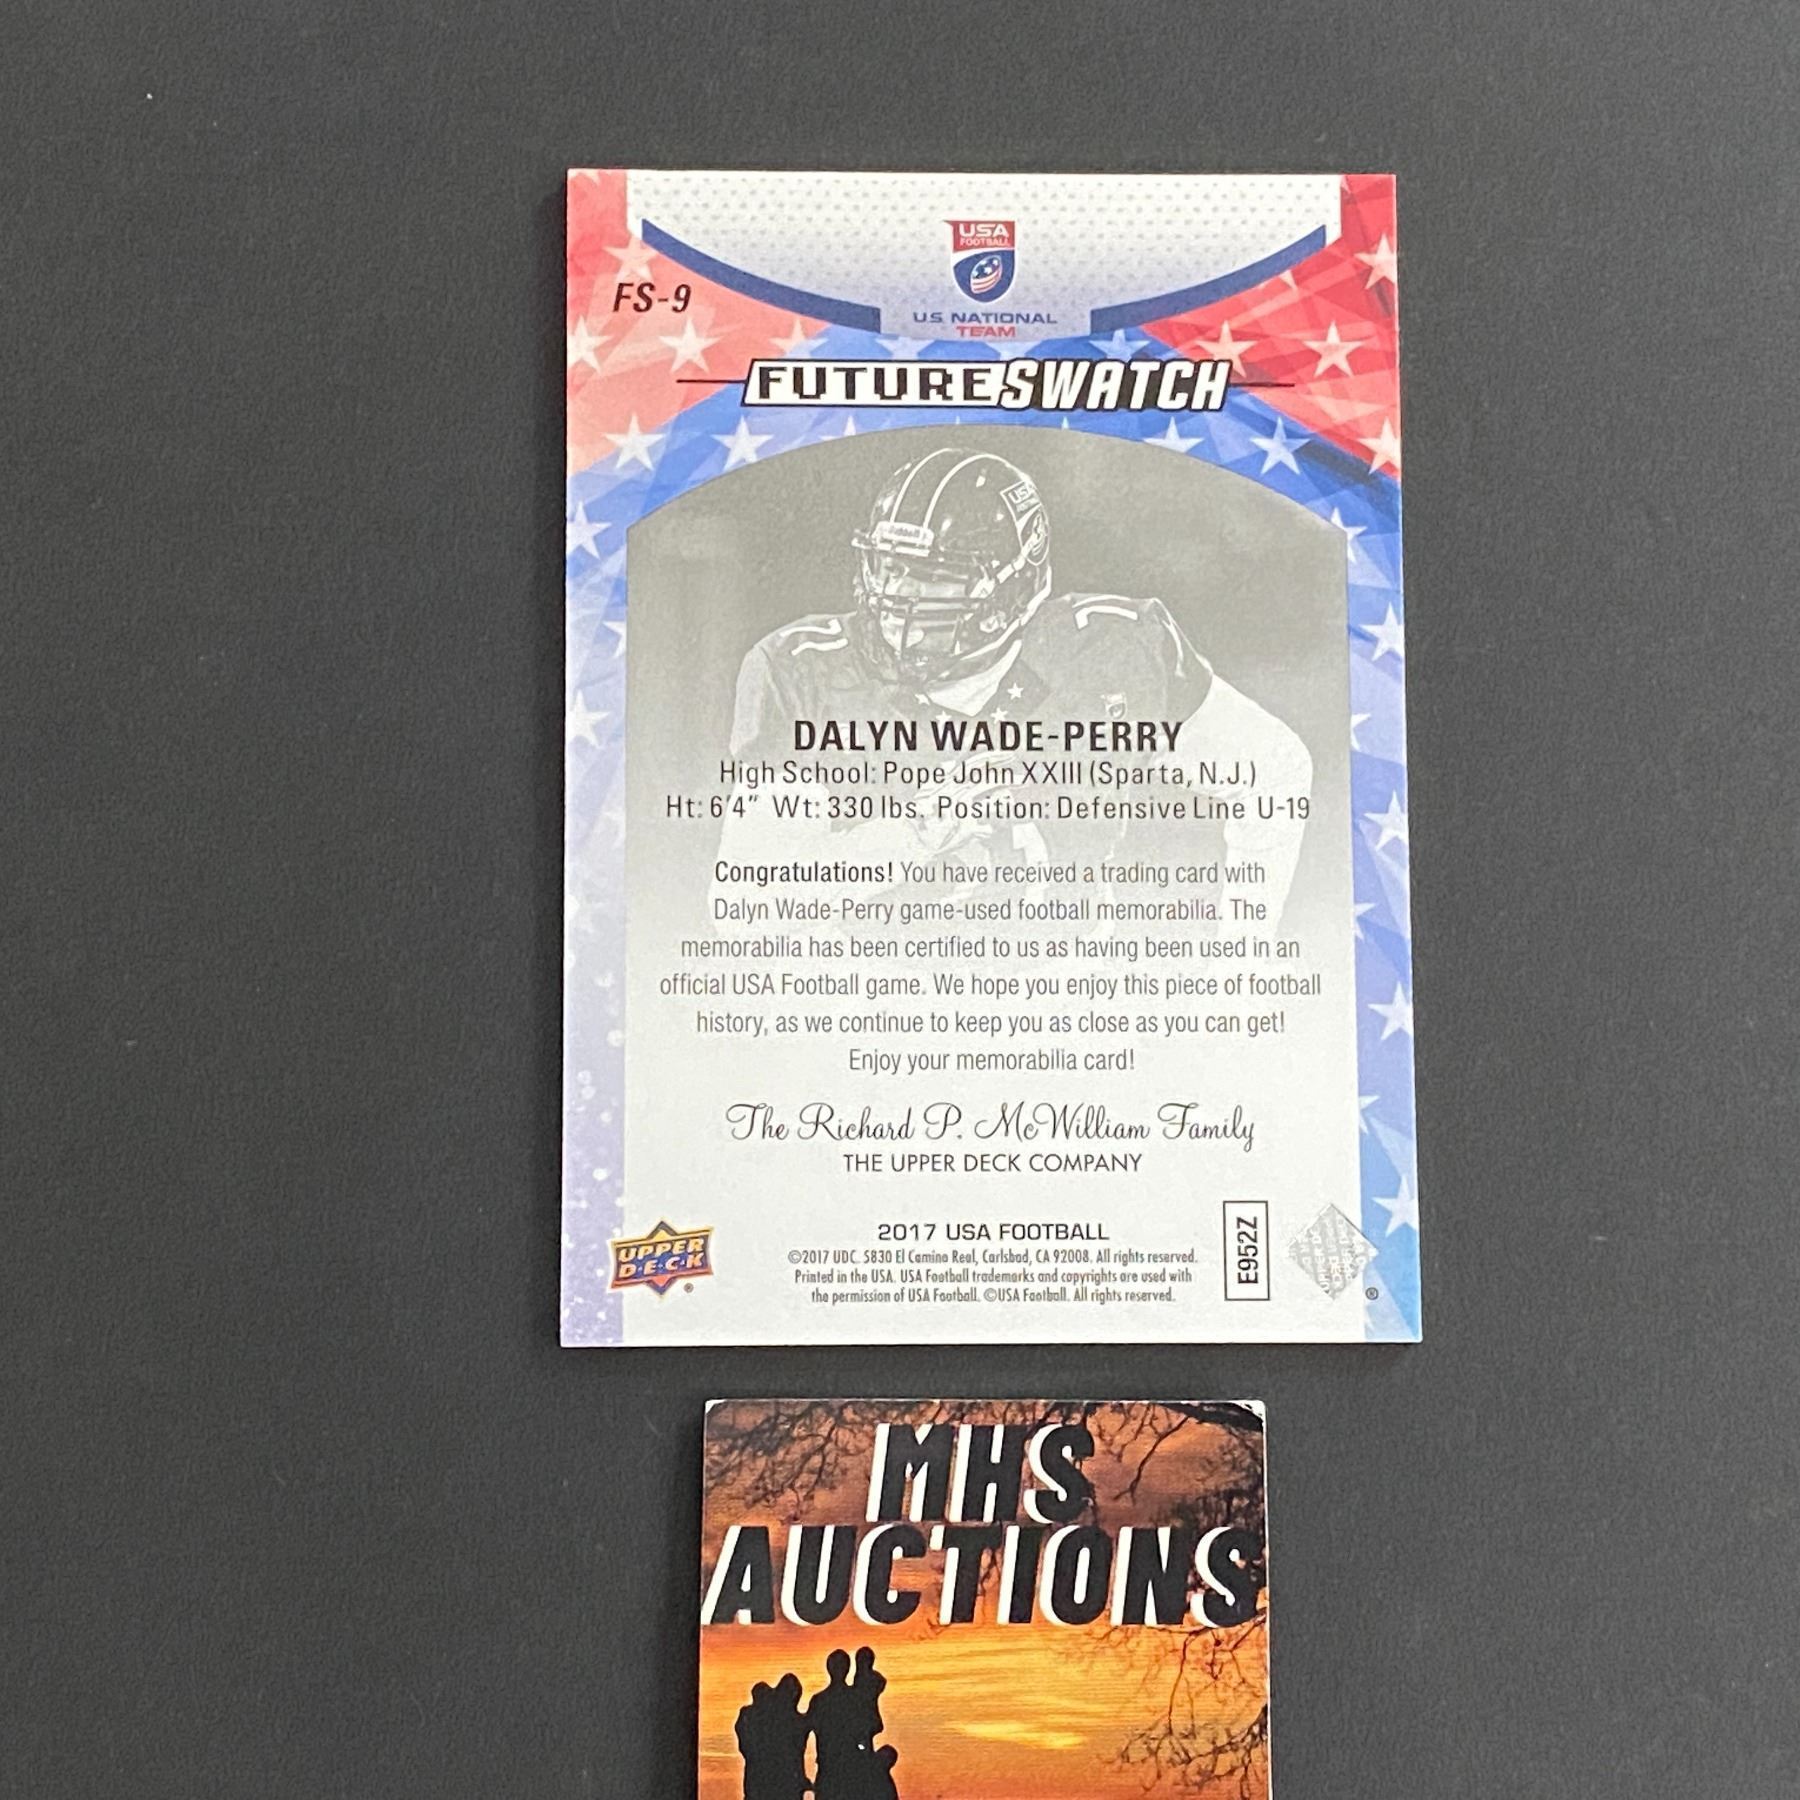 USA
FOOTBALL
FS-9
U.S. NATIONAL
TEAM
FUTURE SWATCH
USA
Riddell
71
7
DALYN WADE-PERRY
High School: Pope John XXIII (Sparta, N.J.)
Ht: 6'4" Wt: 330 lbs. Position: Defensive Line U-19
Congratulations! You have received a trading card with
Dalyn Wade-Perry game-used football memorabilia. The
memorabilia has been certified to us as having been used in an
official USA Football game. We hope you enjoy this piece of football
history, as we continue to keep you as close as you can get!
Enjoy your memorabilia card!
The Richard P. McWilliam Family
THE UPPER DECK COMPANY
UPPER
D·E·C·K
®
2017 USA FOOTBALL
©2017 UDC. 5830 El Camino Real, Carlsbad, CA 92008. All rights reserved.
Printed in the USA. USA Football trademarks and copyrights are used with
the permission of USA Football. ©USA Football. All rights reserved.
E952Z
®
MHS
AUCTIONS